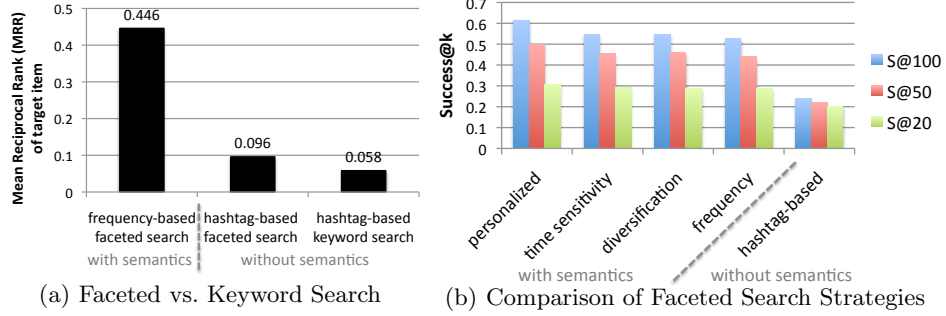 Mean Reciprocal Rank (MRR)
of target item
0.5
0.4
0.3
0.2
0.1
0
0.446
0.096
0.058
frequency-based
faceted search
hashtag-based
faceted search
hashtag-based
keyword search
with semantics
without semantics
(a) Faceted vs. Keyword Search
Success@k
0.7
0.6
0.5
0.4
0.3
0.2
0.1
0
S@100
S@50
S@20
personalized
time sensitivity
diversification
frequency
hashtag-based
with semantics
without semantics
(b) Comparison of Faceted Search Strategies